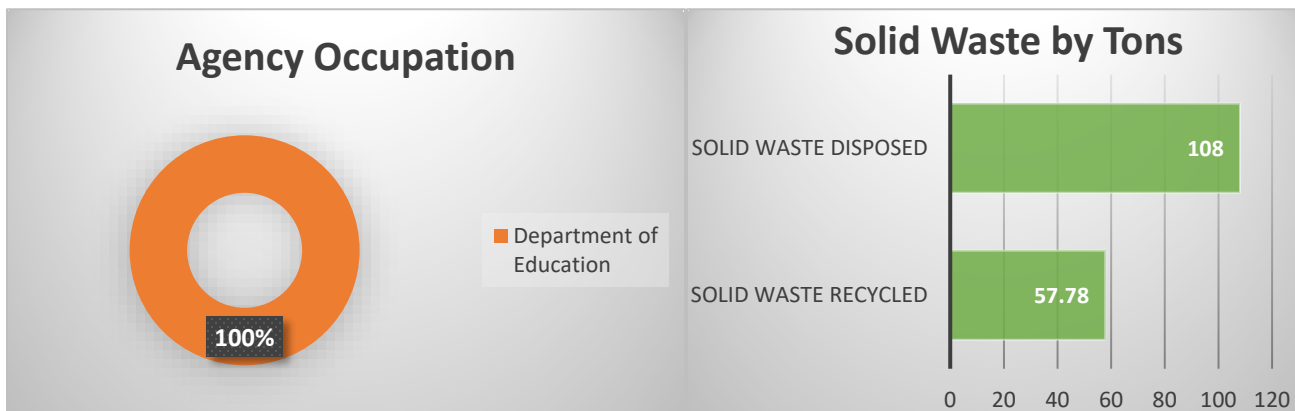 Agency Occupation
100%
Department of
Education
Solid Waste by Tons
SOLID WASTE DISPOSED
108
SOLID WASTE RECYCLED
57.78
0 20 40 60 80 100 120